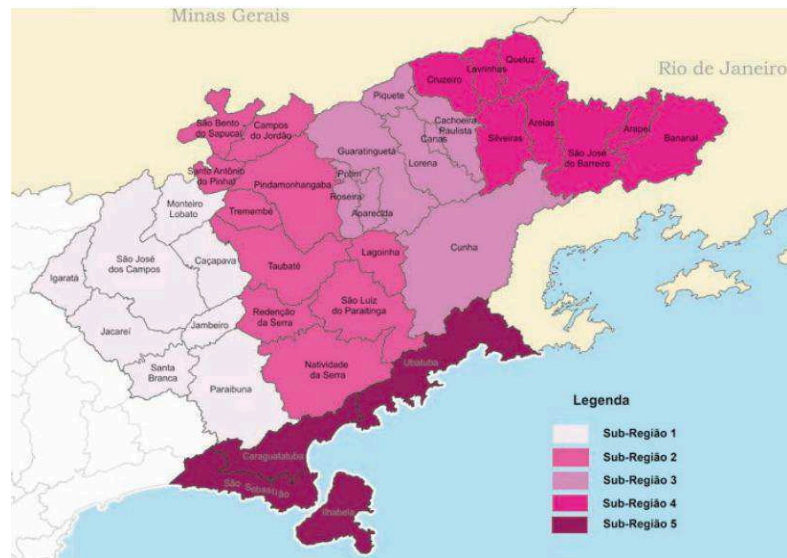 Minas Gerais
Rio de Janeiro
Queluz
Lavrinhas
Cruzeiro
Piquete
Cachoeira
Paulista
Canas
Areias
Silveiras
Arapeí
Bananal
São José
do Barreiro
São Bento
do Sapucaí
Campos
do Jordão
Guaratinguetá
Lorena
Santo Antônio
do Pinhal
Pindamonhangaba
Potim
Roseira
Aparecida
Monteiro
Lobato
Tremembé
Cunha
São José
dos Campos
Caçapava
Taubaté
Lagoinha
Igaratá
Redenção
da Serra
São Luiz
do Paraitinga
Jacareí
Jambeiro
Santa
Branca
Paraibuna
Natividade
da Serra
Ubatuba
Caraguatatuba
São Sebastião
Ilhabela
Legenda
Sub-Região 1
Sub-Região 2
Sub-Região 3
Sub-Região 4
Sub-Região 5